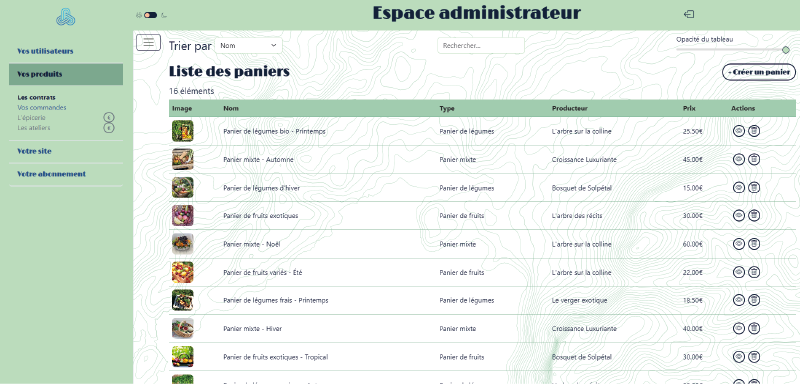 Espace administrateur
Vos utilisateurs
Vos produits
Les contrats
Vos commandes
L'épicerie
Les ateliers
Votre site
Votre abonnement
Trier par Nom
Rechercher...
Opacité du tableau
Liste des paniers
- Créer un panier
16 éléments
Image Nom Type Producteur Prix Actions
Panier de légumes bio - Printemps Panier de légumes L'arbre sur la colline 25.50€
Panier mixte - Automne Panier mixte Croissance Luxuriante 45.00€
Panier de légumes d'hiver Panier de légumes Bosquet de Solpétal 15.00€
Panier de fruits exotiques Panier de fruits L'arbre des récits 30.00€
Panier mixte - Noël Panier mixte L'arbre sur la colline 60.00€
Panier de fruits variés - Été Panier de fruits L'arbre sur la colline 22.00€
Panier de légumes frais - Printemps Panier de légumes Le verger exotique 18.50€
Panier mixte - Hiver Panier mixte Croissance Luxuriante 40.00€
Panier de fruits exotiques - Tropical Panier de fruits Bosquet de Solpétal 30.00€